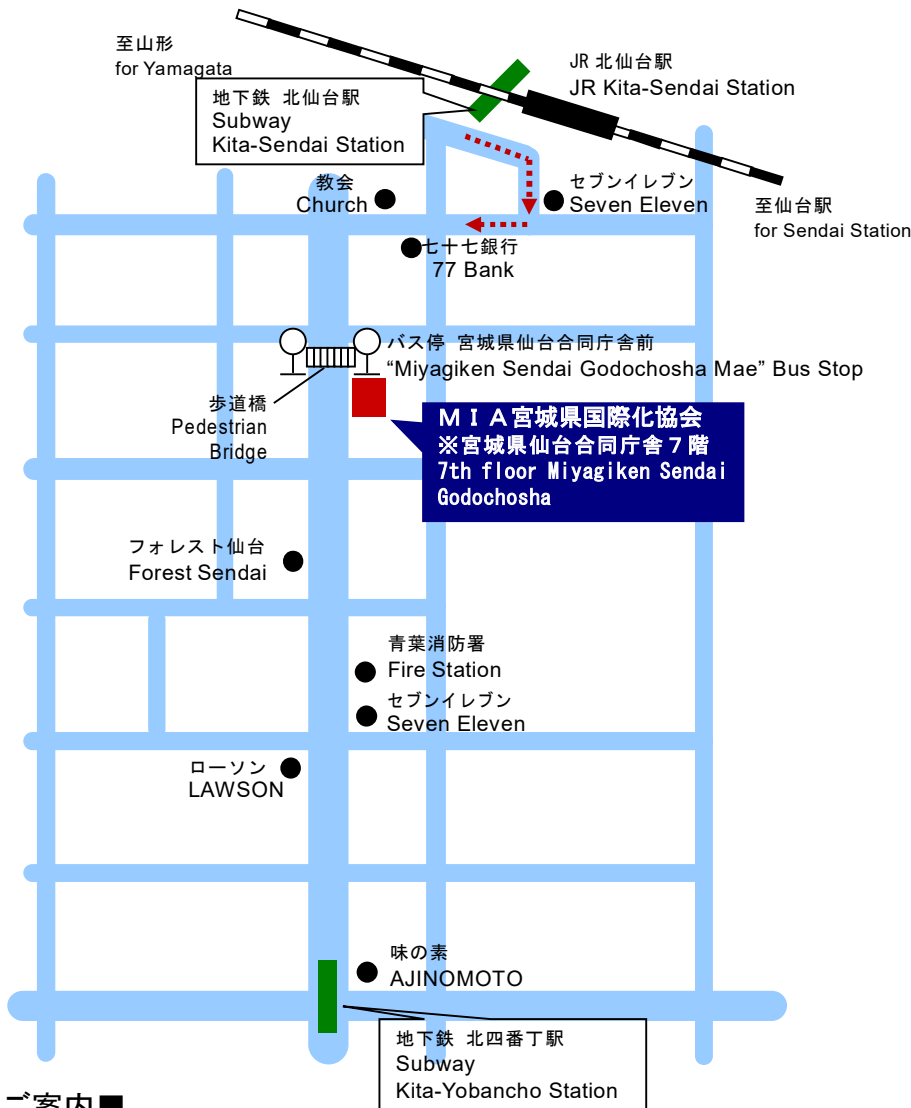 至山形
for Yamagata
JR 北仙台駅
JR Kita-Sendai Station
地下鉄 北仙台駅
Subway
Kita-Sendai Station
教会
Church
セブンイレブン
Seven Eleven
至仙台駅
for Sendai Station
七十七銀行
77 Bank
バス停 宮城県仙台合同庁舎前
“Miyagiken Sendai Godochosha Mae” Bus Stop
歩道橋
Pedestrian
Bridge
ＭＩＡ宮城県国際化協会
※宮城県仙台合同庁舎７階
7th floor Miyagiken Sendai
Godochosha
フォレスト仙台
Forest Sendai
青葉消防署
Fire Station
セブンイレブン
Seven Eleven
ローソン
LAWSON
味の素
AJINOMOTO
地下鉄 北四番丁駅
Subway
Kita-Yobancho Station
ご案内■